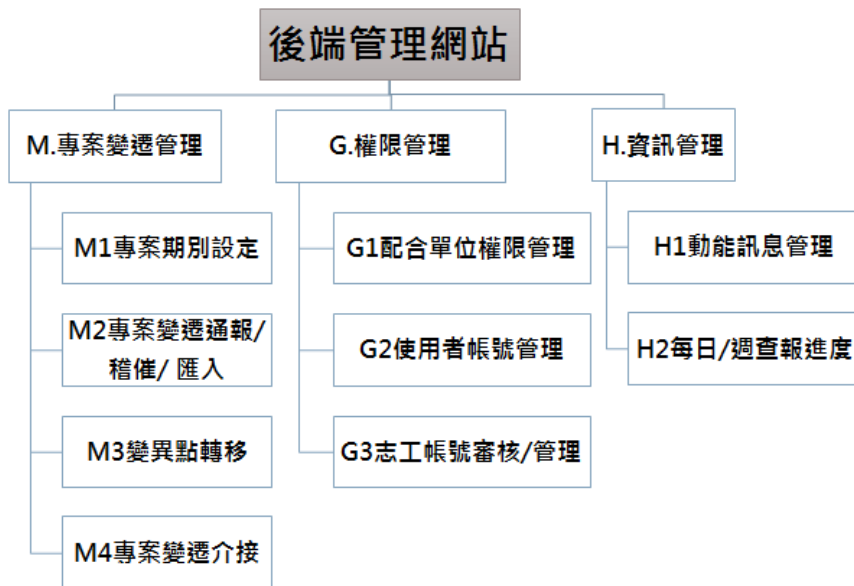 後端管理網站
M.專案變遷管理
G.權限管理
H.資訊管理
M1專案期別設定
M2專案變遷通報/
稽催/ 匯入
M3變異點轉移
M4專案變遷介接
G1配合單位權限管理
G2使用者帳號管理
G3志工帳號審核/管理
H1動能訊息管理
H2每日/週查報進度